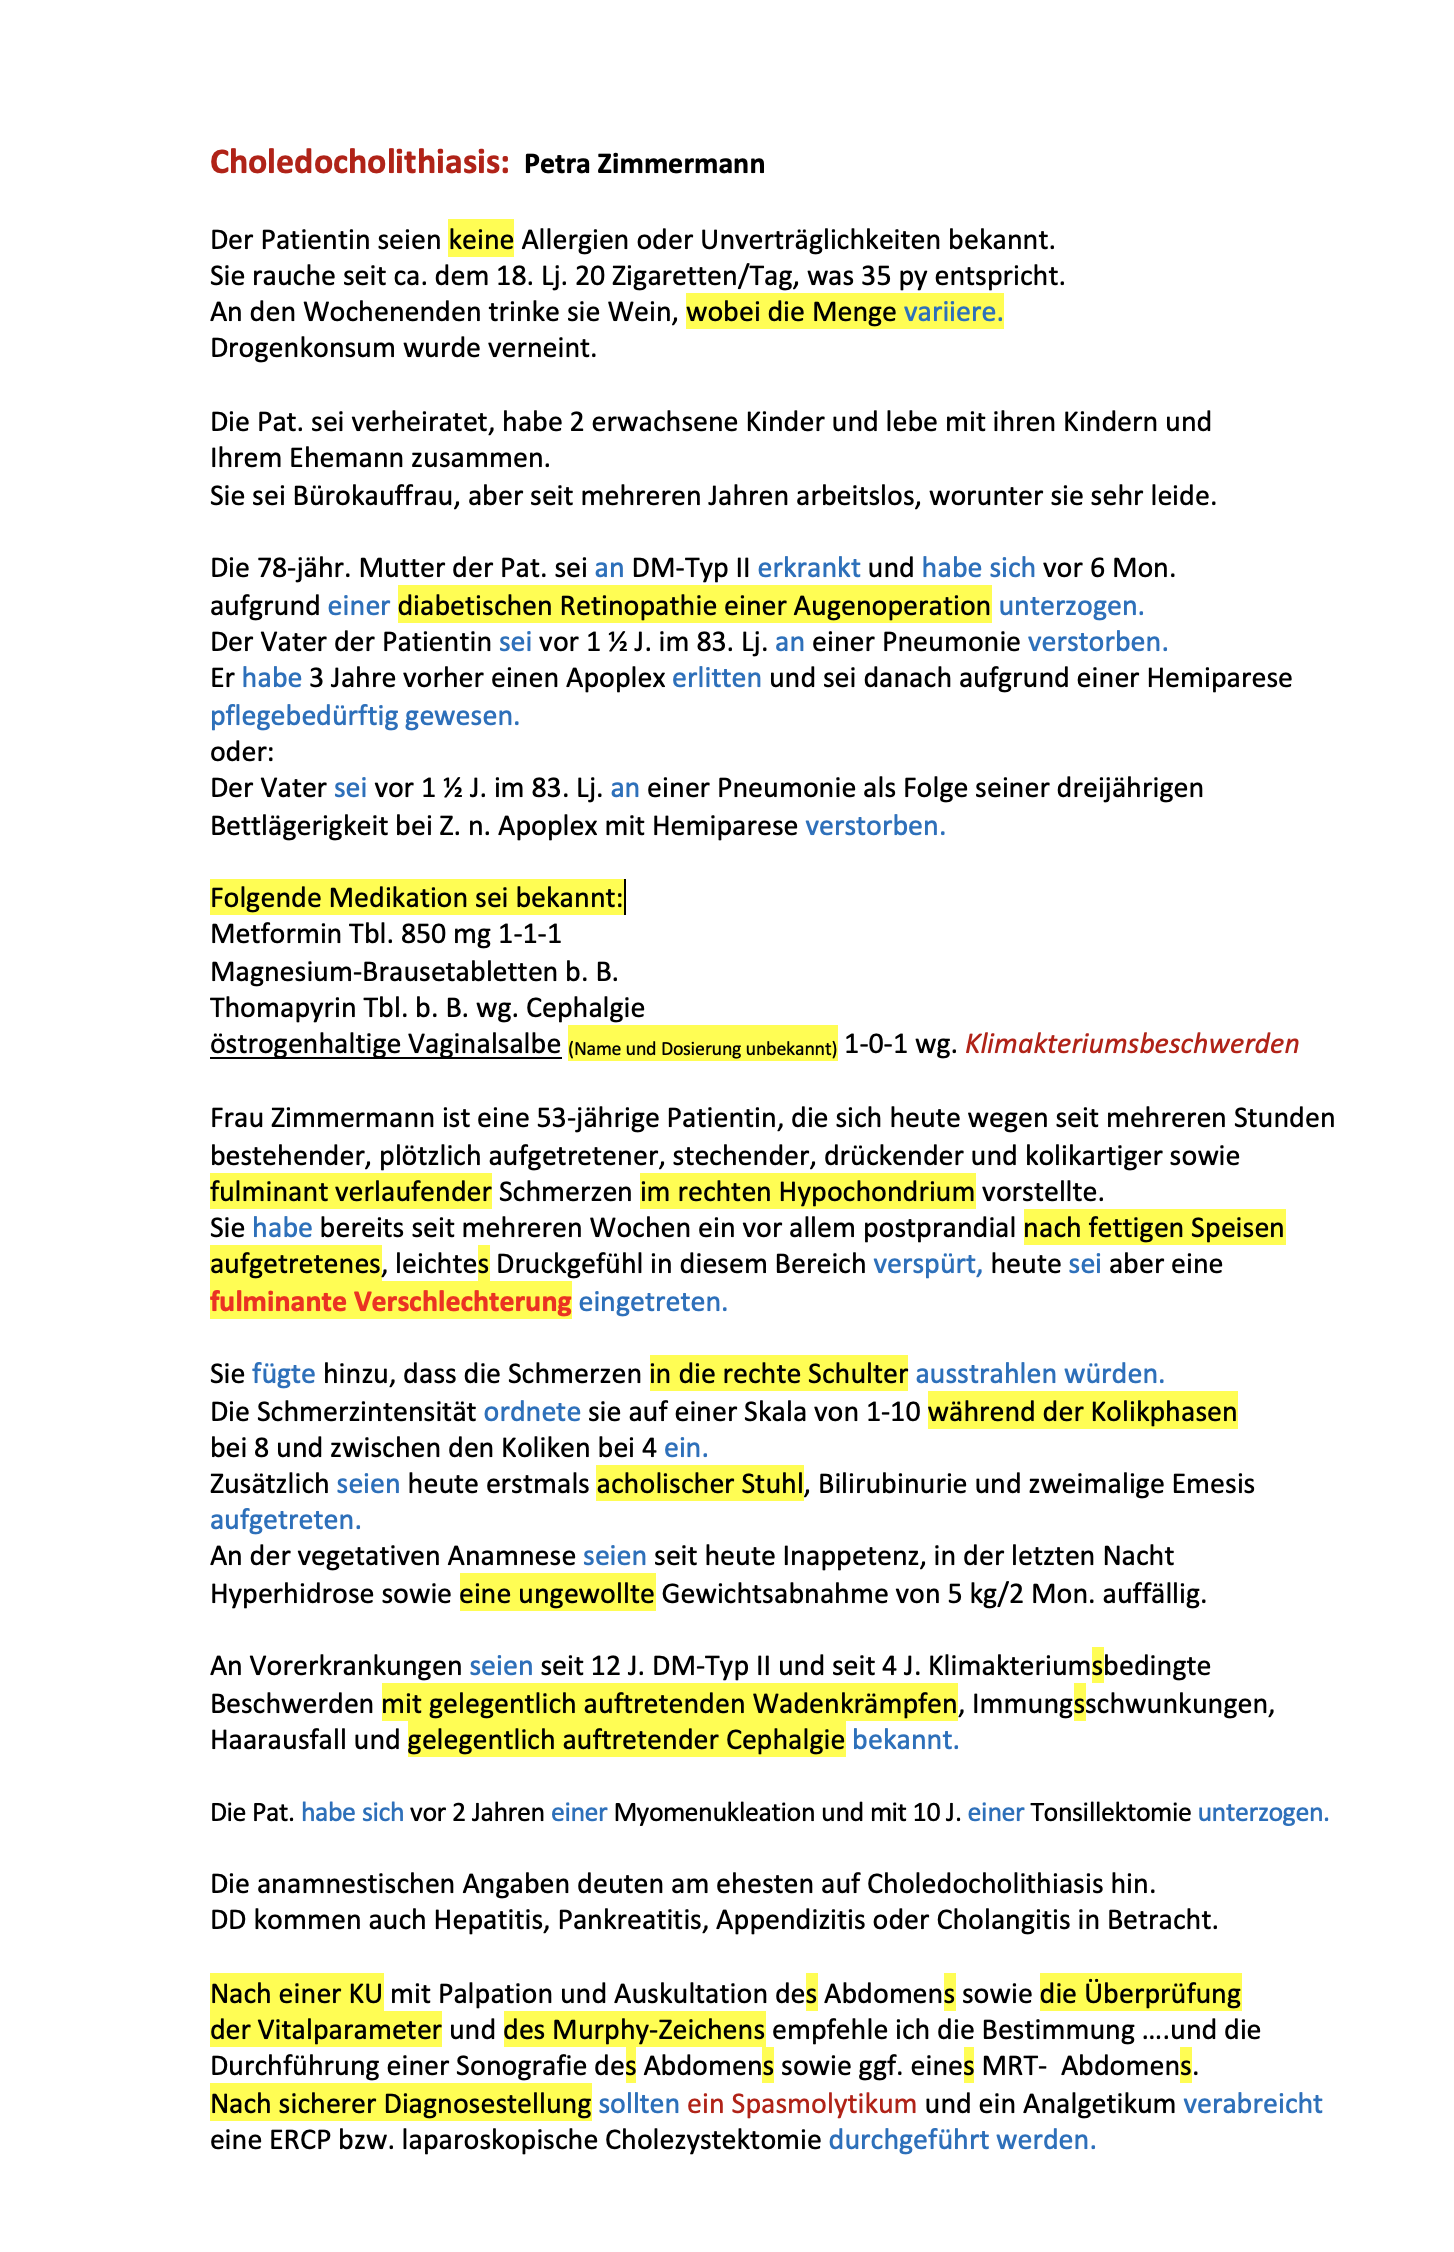 Choledocholithiasis: Petra Zimmermann
Der Patientin seien keine Allergien oder Unverträglichkeiten bekannt.
Sie rauche seit ca. dem 18. Lj. 20 Zigaretten/Tag, was 35 py entspricht.
An den Wochenenden trinke sie Wein, wobei die Menge variiere.
Drogenkonsum wurde verneint.
Die Pat. sei verheiratet, habe 2 erwachsene Kinder und lebe mit ihren Kindern und
Ihrem Ehemann zusammen.
Sie sei Bürokauffrau, aber seit mehreren Jahren arbeitslos, worunter sie sehr leide.
Die 78-jähr. Mutter der Pat. sei an DM-Typ II erkrankt und habe sich vor 6 Mon.
aufgrund einer diabetischen Retinopathie einer Augenoperation unterzogen.
Der Vater der Patientin sei vor 1 ½ J. im 83. Lj. an einer Pneumonie verstorben.
Er habe 3 Jahre vorher einen Apoplex erlitten und sei danach aufgrund einer Hemiparese
pflegebedürftig gewesen.
oder:
Der Vater sei vor 1 ½ J. im 83. Lj. an einer Pneumonie als Folge seiner dreijährigen
Bettlägerigkeit bei Z. n. Apoplex mit Hemiparese verstorben.
Folgende Medikation sei bekannt:
Metformin Tbl. 850 mg 1-1-1
Magnesium-Brausetabletten b. B.
Thomapyrin Tbl. b. B. wg. Cephalgie
östrogenhaltige Vaginalsalbe (Name und Dosierung unbekannt) 1-0-1 wg. Klimakteriumsbeschwerden
Frau Zimmermann ist eine 53-jährige Patientin, die sich heute wegen seit mehreren Stunden
bestehender, plötzlich aufgetretener, stechender, drückender und kolikartiger sowie
fulminant verlaufender Schmerzen im rechten Hypochondrium vorstellte.
Sie habe bereits seit mehreren Wochen ein vor allem postprandial nach fettigen Speisen
aufgetretenes, leichtes Druckgefühl in diesem Bereich verspürt, heute sei aber eine
fulminante Verschlechterung eingetreten.
Sie fügte hinzu, dass die Schmerzen in die rechte Schulter ausstrahlen würden.
Die Schmerzintensität ordnete sie auf einer Skala von 1-10 während der Kolikphasen
bei 8 und zwischen den Koliken bei 4 ein.
Zusätzlich seien heute erstmals acholischer Stuhl, Bilirubinurie und zweimalige Emesis
aufgetreten.
An der vegetativen Anamnese seien seit heute Inappetenz, in der letzten Nacht
Hyperhidrose sowie eine ungewollte Gewichtsabnahme von 5 kg/2 Mon. auffällig.
An Vorerkrankungen seien seit 12 J. DM-Typ II und seit 4 J. Klimakteriumsbedingte
Beschwerden mit gelegentlich auftretenden Wadenkrämpfen, Immungsschwunkungen,
Haarausfall und gelegentlich auftretender Cephalgie bekannt.
Die Pat. habe sich vor 2 Jahren einer Myomenukleation und mit 10 J. einer Tonsillektomie unterzogen.
Die anamnestischen Angaben deuten am ehesten auf Choledocholithiasis hin.
DD kommen auch Hepatitis, Pankreatitis, Appendizitis oder Cholangitis in Betracht.
Nach einer KU mit Palpation und Auskultation des Abdomens sowie die Überprüfung
der Vitalparameter und des Murphy-Zeichens empfehle ich die Bestimmung ….und die
Durchführung einer Sonografie des Abdomens sowie ggf. eines MRT- Abdomens.
Nach sicherer Diagnosestellung sollten ein Spasmolytikum und ein Analgetikum verabreicht
eine ERCP bzw. laparoskopische Cholezystektomie durchgeführt werden.